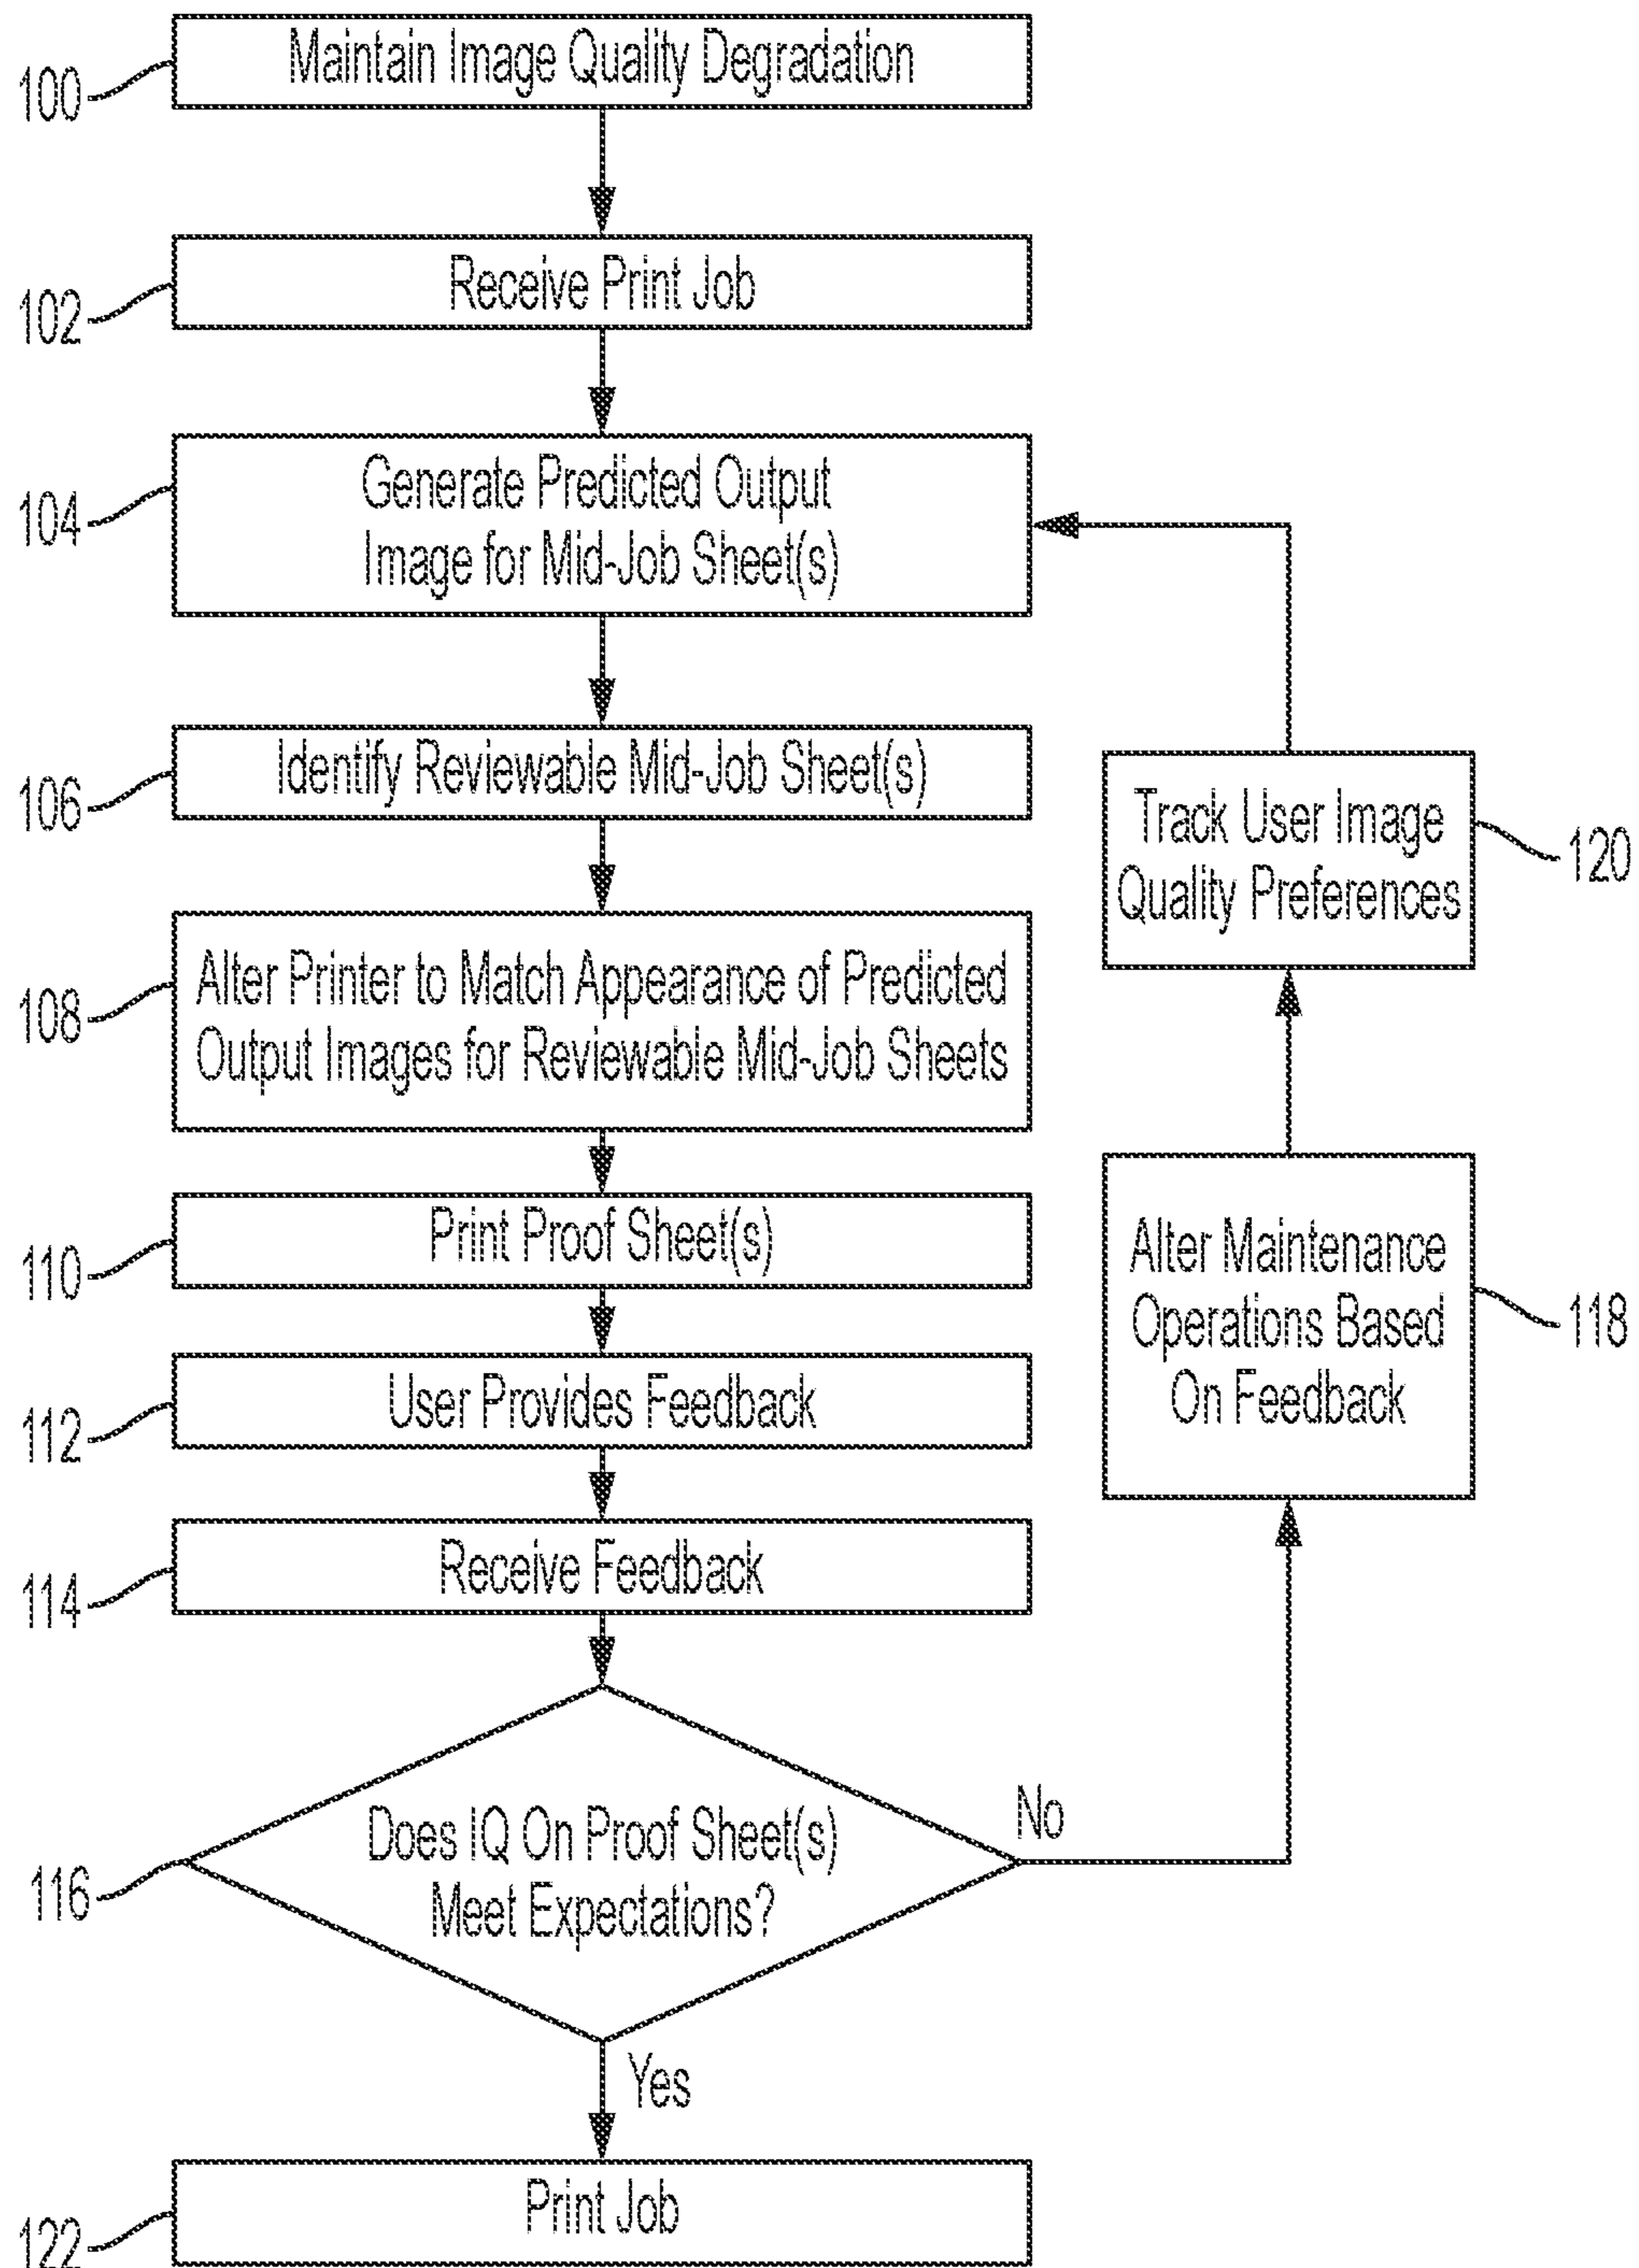 100
Maintain Image Quality Degradation
102
Receive Print Job
104
Generate Predicted Output
Image for Mid-Job Sheet(s)
106
Identify Reviewable Mid-Job Sheet(s)
108
Alter Printer to Match Appearance of Predicted
Output Images for Reviewable Mid-Job Sheets
110
Print Proof Sheet(s)
112
User Provides Feedback
114
Receive Feedback
116
Does IQ On Proof Sheet(s)
Meet Expectations?
No
Yes
118
Alter Maintenance
Operations Based
On Feedback
120
Track User Image
Quality Preferences
122
Print Job